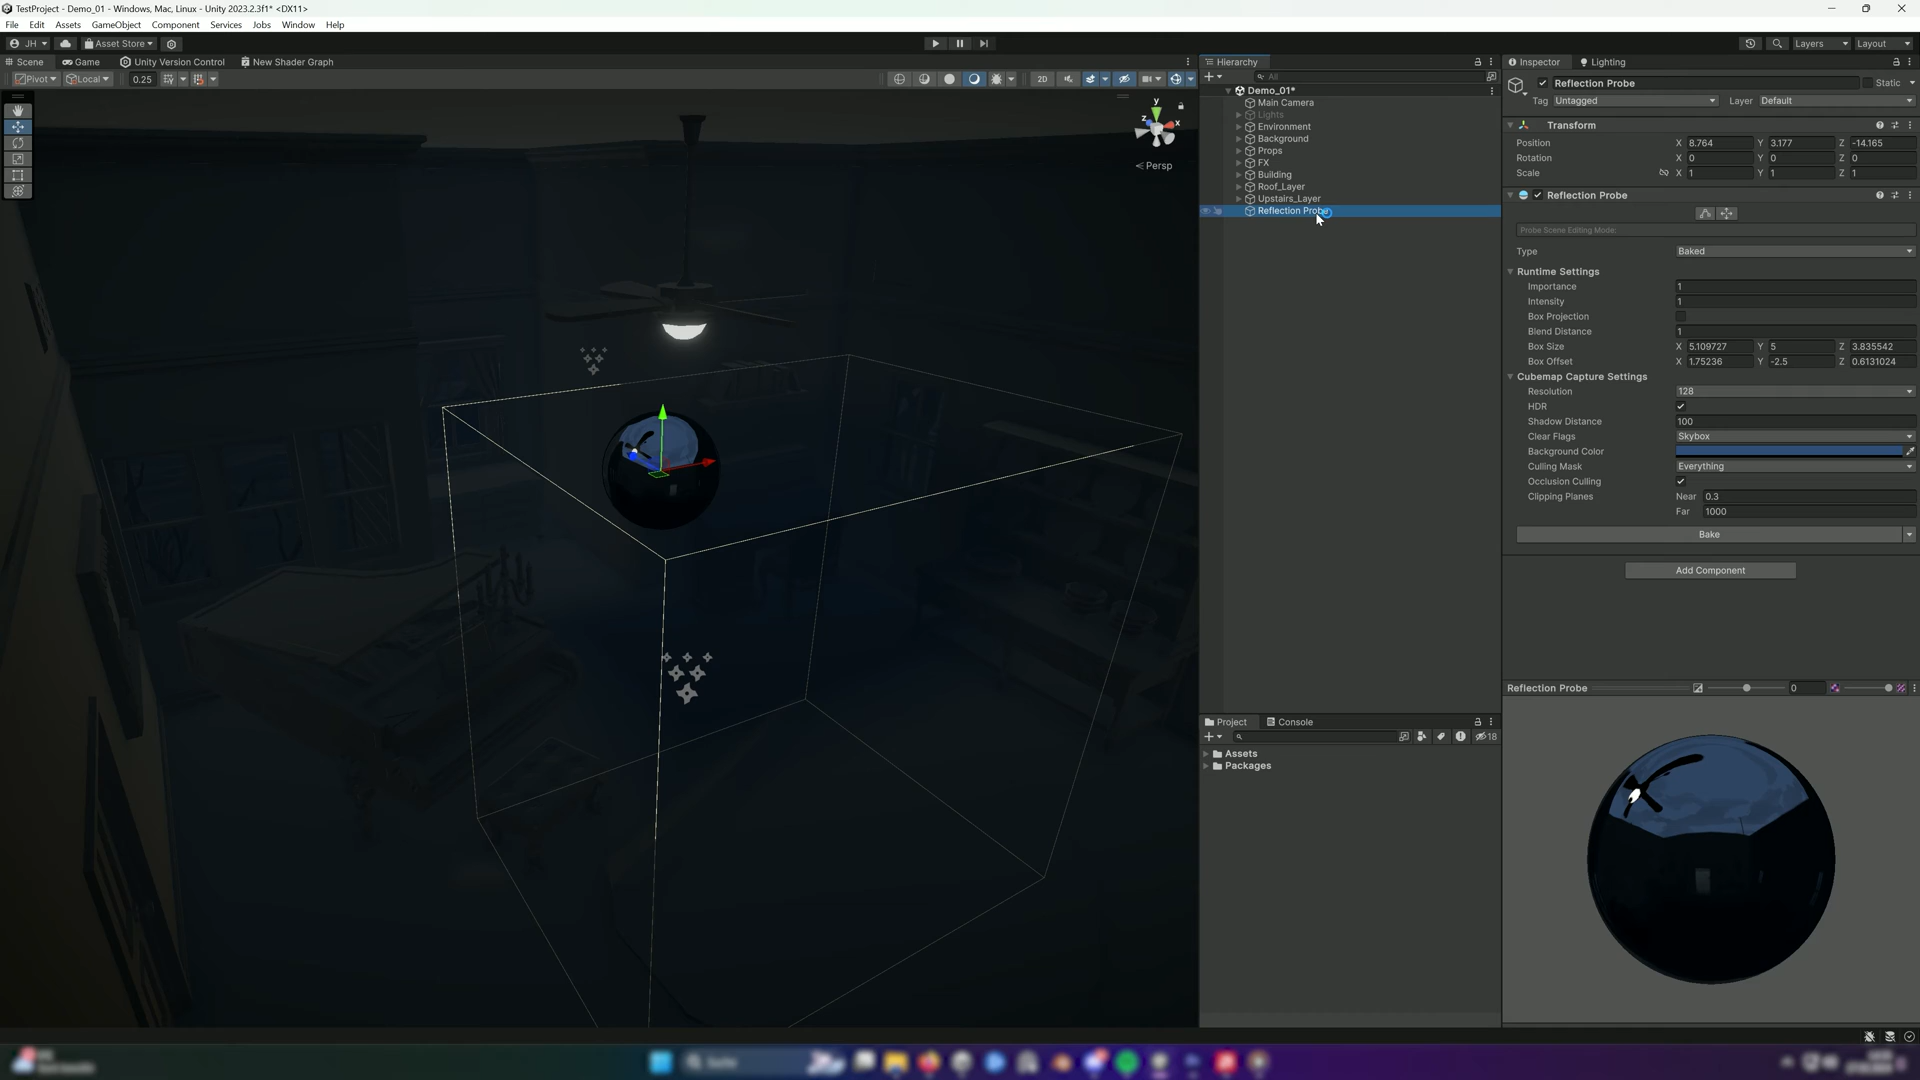 TestProject - Demo_01 - Windows, Mac, Linux - Unity 2023.2.3f1* <DX11>
File Edit Assets GameObject Component Services Jobs Window Help
JH Asset Store Layers Layout
Scene Game Unity Version Control New Shader Graph
Pivot Local 0.25 2D
y
z x
Persp
Hierarchy
All
Demo_01*
Main Camera
Lights
Environment
Background
Props
FX
Building
Roof_Layer
Upstairs_Layer
Reflection Probe
Project Console
18
Assets
Packages
Inspector Lighting
Reflection Probe Static
Tag Untagged Layer Default
Transform
Position X 8.764 Y 3.177 Z -14.165
Rotation X 0 Y 0 Z 0
Scale X 1 Y 1 Z 1
Reflection Probe
Probe Scene Editing Mode:
Type Baked
Runtime Settings
Importance 1
Intensity 1
Box Projection
Blend Distance 1
Box Size X 5.109727 Y 5 Z 3.835542
Box Offset X 1.75236 Y -2.5 Z 0.6131024
Cubemap Capture Settings
Resolution 128
HDR
Shadow Distance 100
Clear Flags Skybox
Background Color
Culling Mask Everything
Occlusion Culling
Clipping Planes Near 0.3
Far 1000
Bake
Add Component
Reflection Probe 0